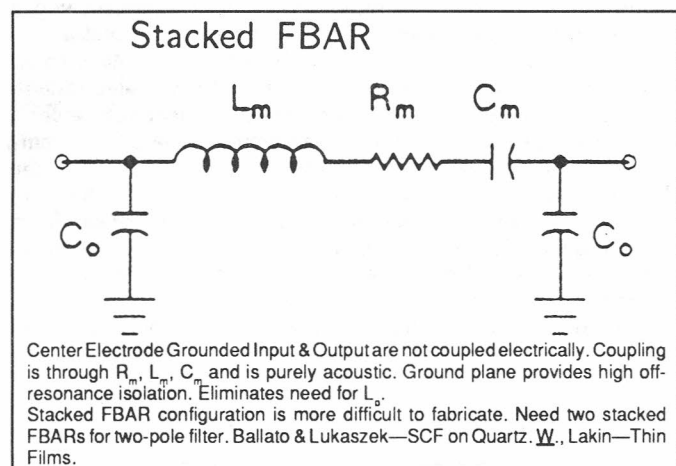 Stacked FBAR
Lm Rm Cm
Co Co
Center Electrode Grounded Input & Output are not coupled electrically. Coupling
is through Rm, Lm, Cm and is purely acoustic. Ground plane provides high off-
resonance isolation. Eliminates need for Lo.
Stacked FBAR configuration is more difficult to fabricate. Need two stacked
FBARs for two-pole filter. Ballato & Lukaszek—SCF on Quartz. W., Lakin—Thin
Films.